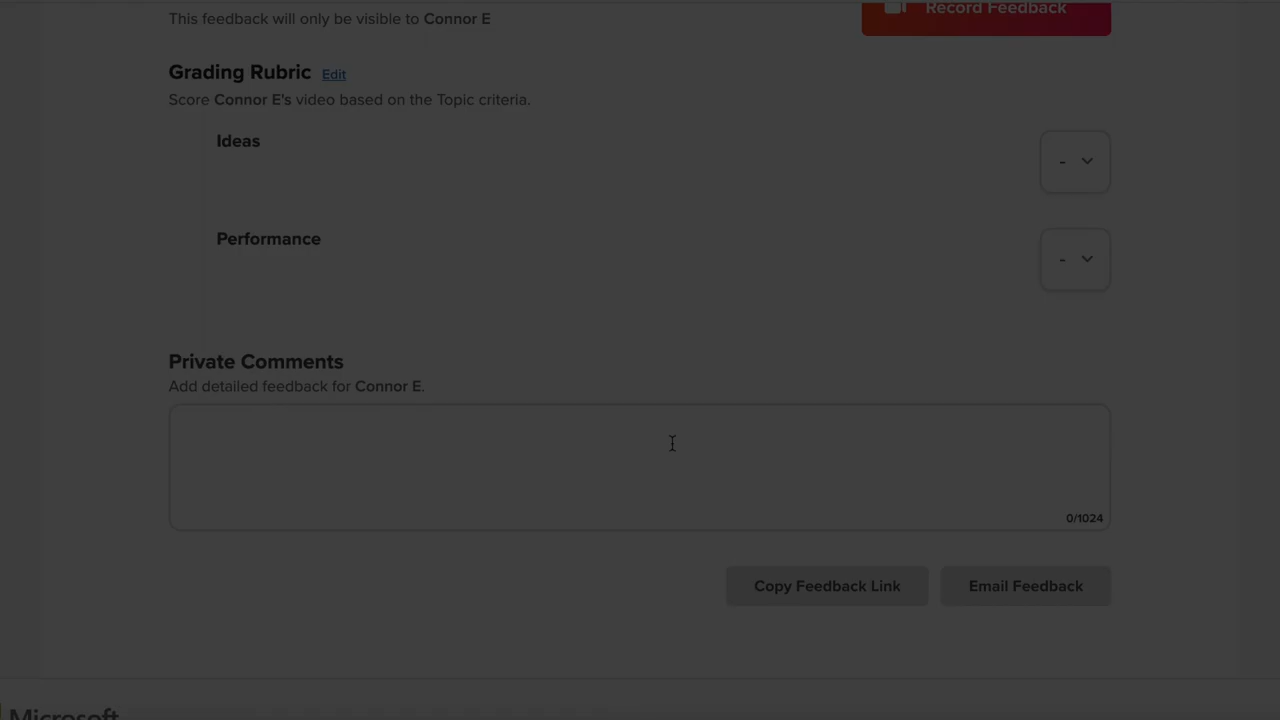 This feedback will only be visible to Connor E
Record Feedback
Grading Rubric Edit
Score Connor E's video based on the Topic criteria.
Ideas
-
Performance
-
Private Comments
Add detailed feedback for Connor E.
0/1024
Copy Feedback Link
Email Feedback
Microsoft